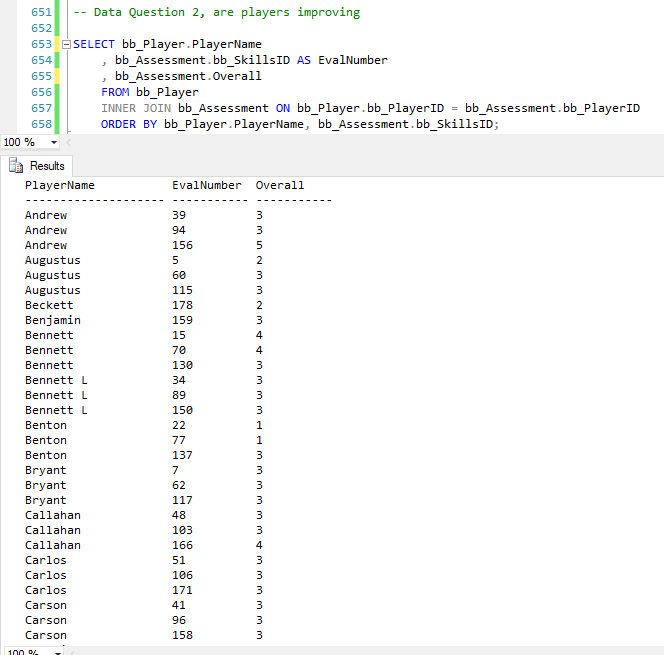 651 -- Data Question 2, are players improving
652
653 SELECT bb_Player.PlayerName
654 , bb_Assessment.bb_SkillsID AS EvalNumber
655 , bb_Assessment.Overall
656 FROM bb_Player
657 INNER JOIN bb_Assessment ON bb_Player.bb_PlayerID = bb_Assessment.bb_PlayerID
658 ORDER BY bb_Player.PlayerName, bb_Assessment.bb_SkillsID;
100 %
Results
PlayerName EvalNumber Overall
-------------------- ----------- -----------
Andrew 39 3
Andrew 94 3
Andrew 156 5
Augustus 5 2
Augustus 60 3
Augustus 115 3
Beckett 178 2
Benjamin 159 3
Bennett 15 4
Bennett 70 4
Bennett 130 3
Bennett L 34 3
Bennett L 89 3
Bennett L 150 3
Benton 22 1
Benton 77 1
Benton 137 3
Bryant 7 3
Bryant 62 3
Bryant 117 3
Callahan 48 3
Callahan 103 3
Callahan 166 4
Carlos 51 3
Carlos 106 3
Carlos 171 3
Carson 41 3
Carson 96 3
Carson 158 3
100 %